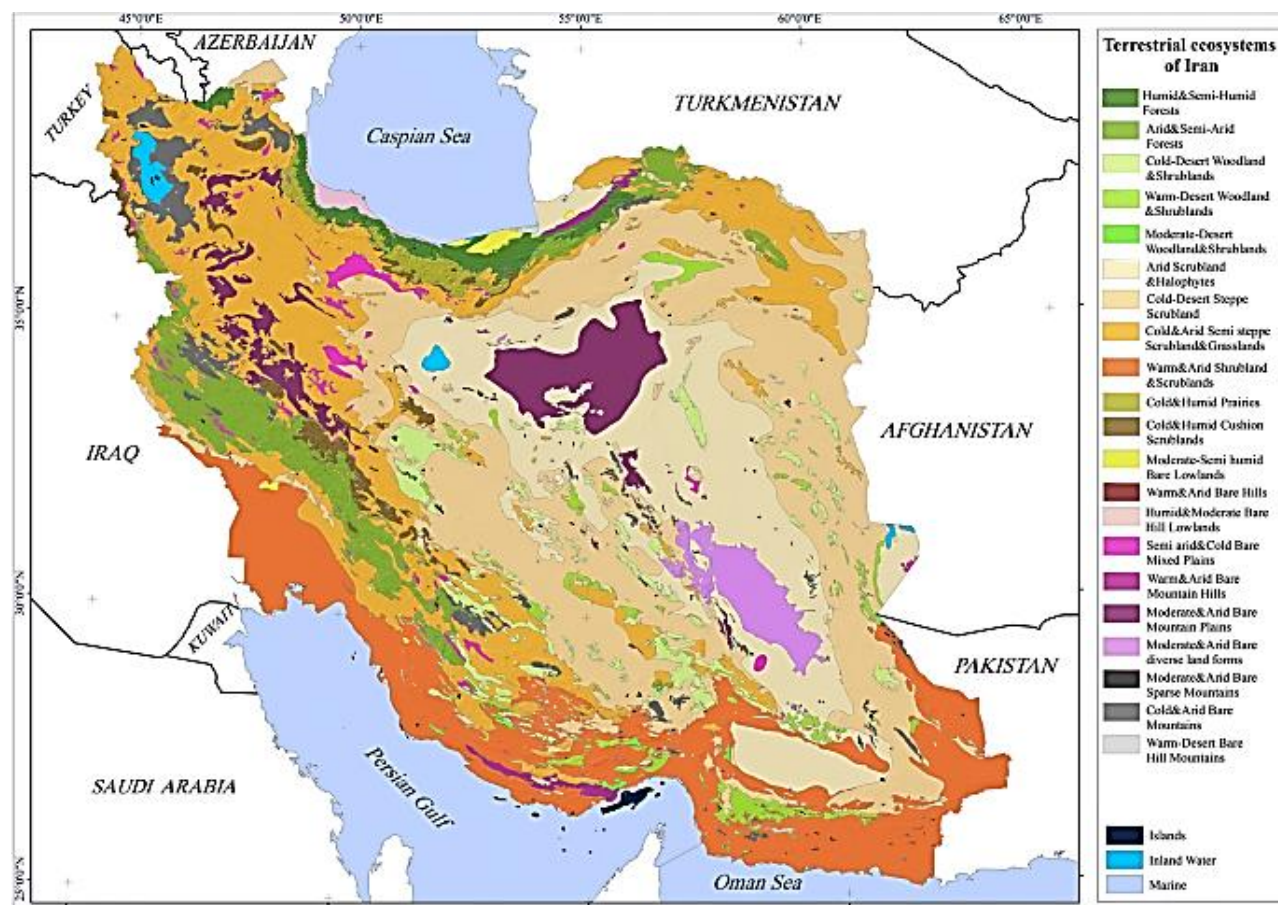 45°0'0"E
50°0'0"E
55°0'0"E
60°0'0"E
65°0'0"E
AZERBAIJAN
TURKEY
TURKMENISTAN
Caspian Sea
35°0'0"N
IRAQ
AFGHANISTAN
30°0'0"N
KUWAIT
PAKISTAN
SAUDI ARABIA
Persian Gulf
25°0'0"N
Oman Sea
Terrestrial ecosystems
of Iran
Humid&Semi-Humid
Forests
Arid&Semi-Arid
Forests
Cold-Desert Woodland
&Shrublands
Warm-Desert Woodland
&Shrublands
Moderate-Desert
Woodland&Shrublands
Arid Scrubland
&Halophytes
Cold-Desert Steppe
Scrubland
Cold&Arid Semi steppe
Scrubland&Grasslands
Warm&Arid Shrubland
&Scrublands
Cold&Humid Prairies
Cold&Humid Cushion
Scrublands
Moderate-Semi humid
Bare Lowlands
Warm&Arid Bare Hills
Humid&Moderate Bare
Hill Lowlands
Semi arid&Cold Bare
Mixed Plains
Warm&Arid Bare
Mountain Hills
Moderate&Arid Bare
Mountain Plains
Moderate&Arid Bare
diverse land forms
Moderate&Arid Bare
Sparse Mountains
Cold&Arid Bare
Mountains
Warm-Desert Bare
Hill Mountains
Islands
Inland Water
Marine